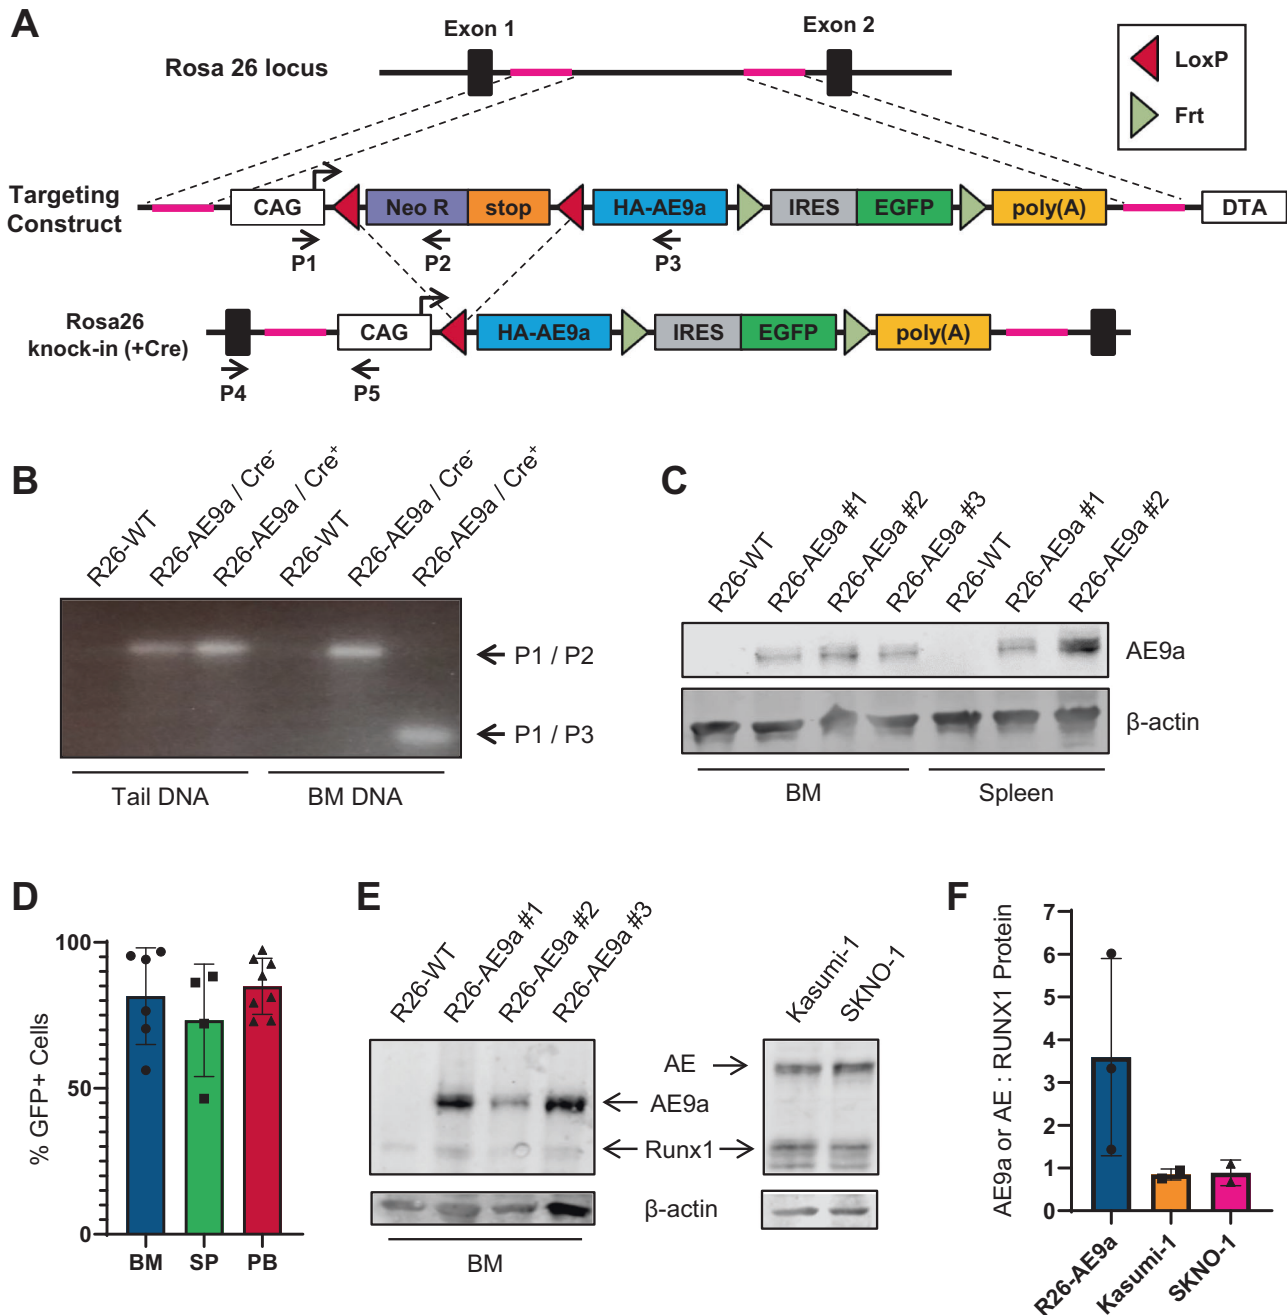 A
Exon 1
Exon 2
Rosa 26 locus
LoxP
Frt
Targeting
Construct
CAG
Neo R
stop
HA-AE9a
IRES
EGFP
poly(A)
DTA
P1
P2
P3
Rosa26
knock-in (+Cre)
CAG
HA-AE9a
IRES
EGFP
poly(A)
P4
P5
B
R26-WT
R26-AE9a / Cre-
R26-AE9a / Cre+
R26-WT
R26-AE9a / Cre-
R26-AE9a / Cre+
P1 / P2
P1 / P3
Tail DNA
BM DNA
C
R26-WT
R26-AE9a #1
R26-AE9a #2
R26-AE9a #3
R26-WT
R26-AE9a #1
R26-AE9a #2
AE9a
β-actin
BM
Spleen
D
% GFP+ Cells
100
50
0
BM
SP
PB
E
R26-WT
R26-AE9a #1
R26-AE9a #2
R26-AE9a #3
Kasumi-1
SKNO-1
AE
AE9a
Runx1
β-actin
BM
F
AE9a or AE : RUNX1 Protein
7
6
5
4
3
2
1
0
R26-AE9a
Kasumi-1
SKNO-1